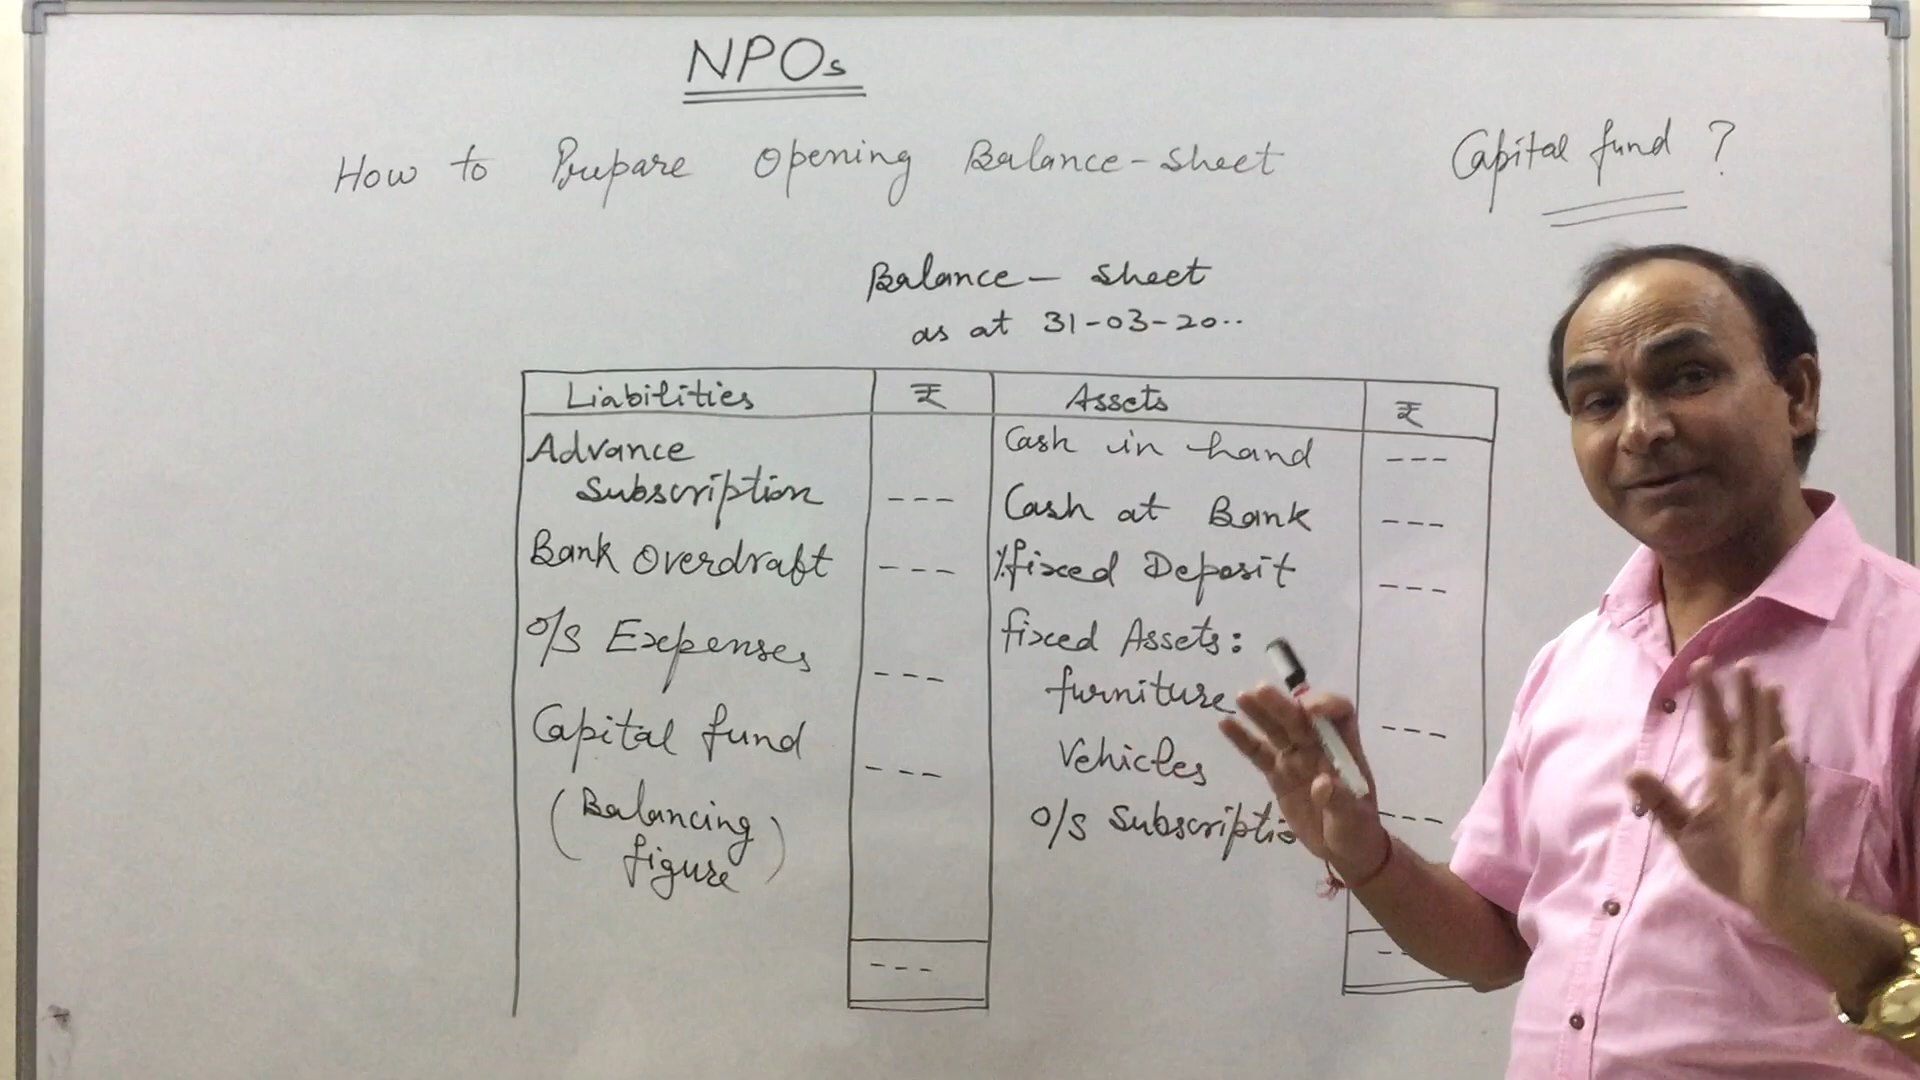 NPOs
How to Prepare Opening Balance-Sheet
Capital fund ?
Balance - Sheet
as at 31-03-20..
Liabilities ₹ Assets ₹
Advance
Subscription ---
Bank Overdraft ---
O/S Expenses ---
Capital fund ---
(Balancing
figure)
---
Cash in hand ---
Cash at Bank ---
% fixed Deposit ---
fixed Assets:
furniture ---
Vehicles
O/S Subscriptio ---
--